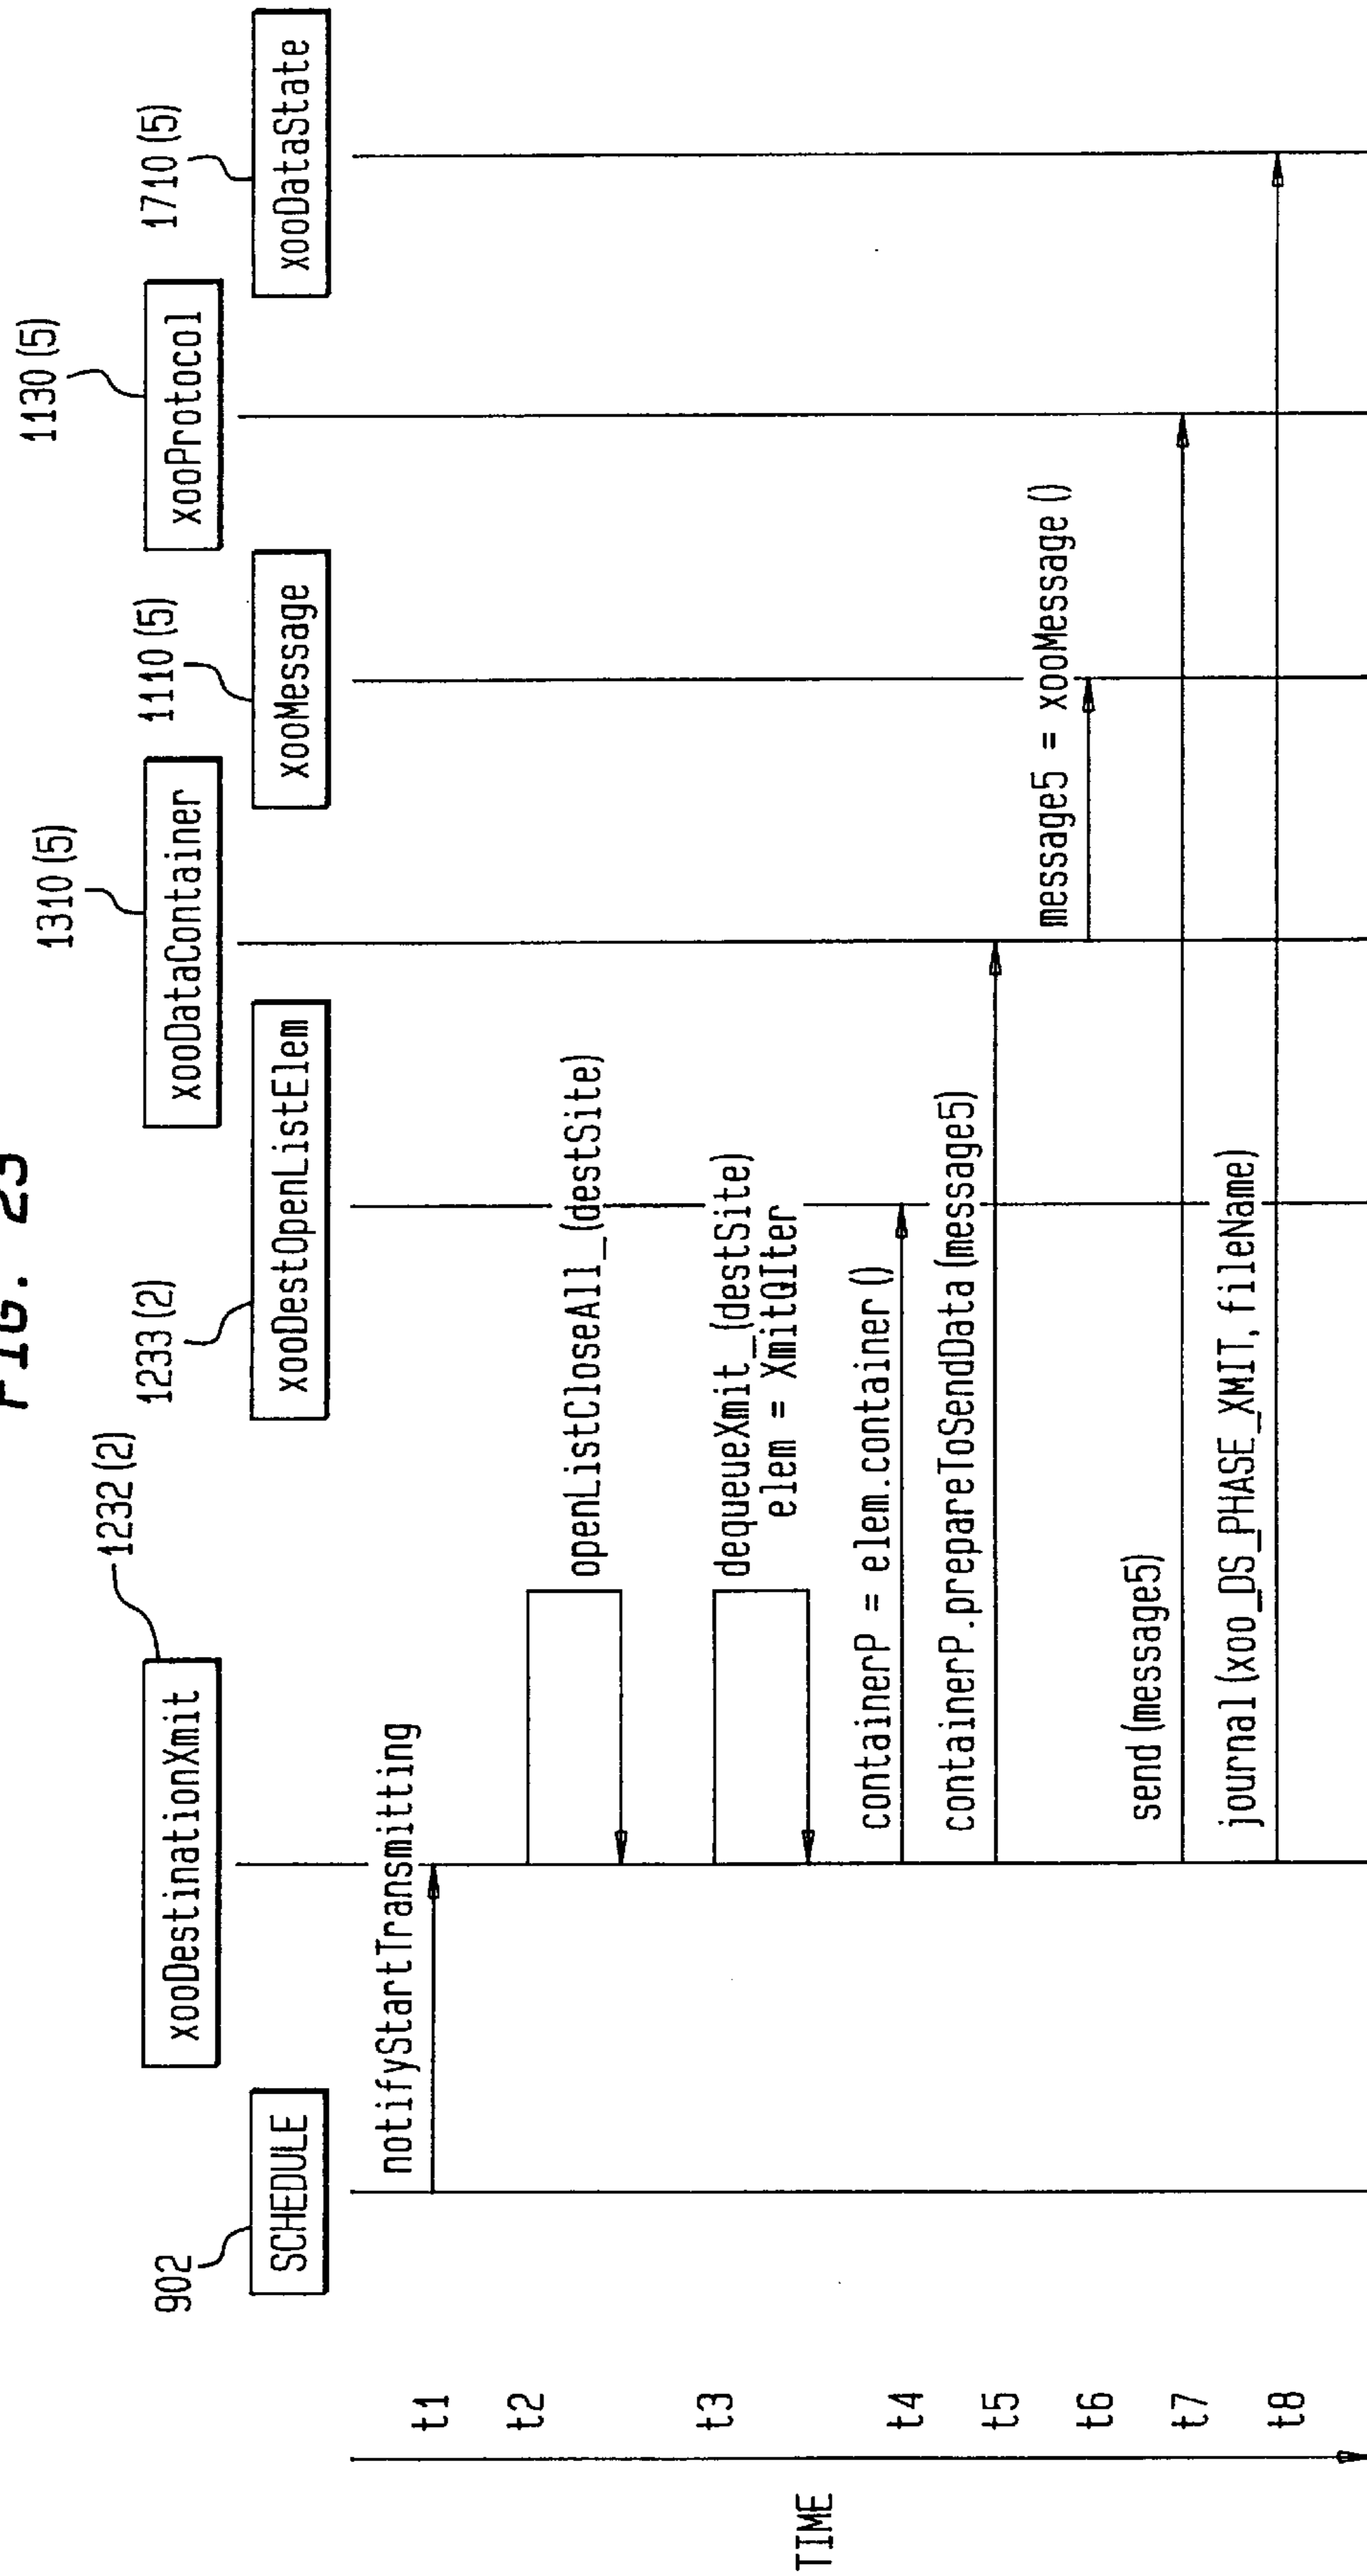 FIG. 23
902
SCHEDULE
1232 (2)
xooDestinationXmit
1233 (2)
xooDestOpenListElem
1310 (5)
xooDataContainer
1110 (5)
xooMessage
1130 (5)
xooProtocol
1710 (5)
xooDataState
TIME
t1
notifyStartTransmitting
t2
openListCloseAll_(destSite)
t3
dequeueXmit_(destSite)
elem = XmitQIter
t4
containerP = elem.container ()
t5
containerP.prepareToSendData (message5)
t6
message5 = xooMessage ()
t7
send (message5)
t8
journal (xoo_DS_PHASE_XMIT, fileName)